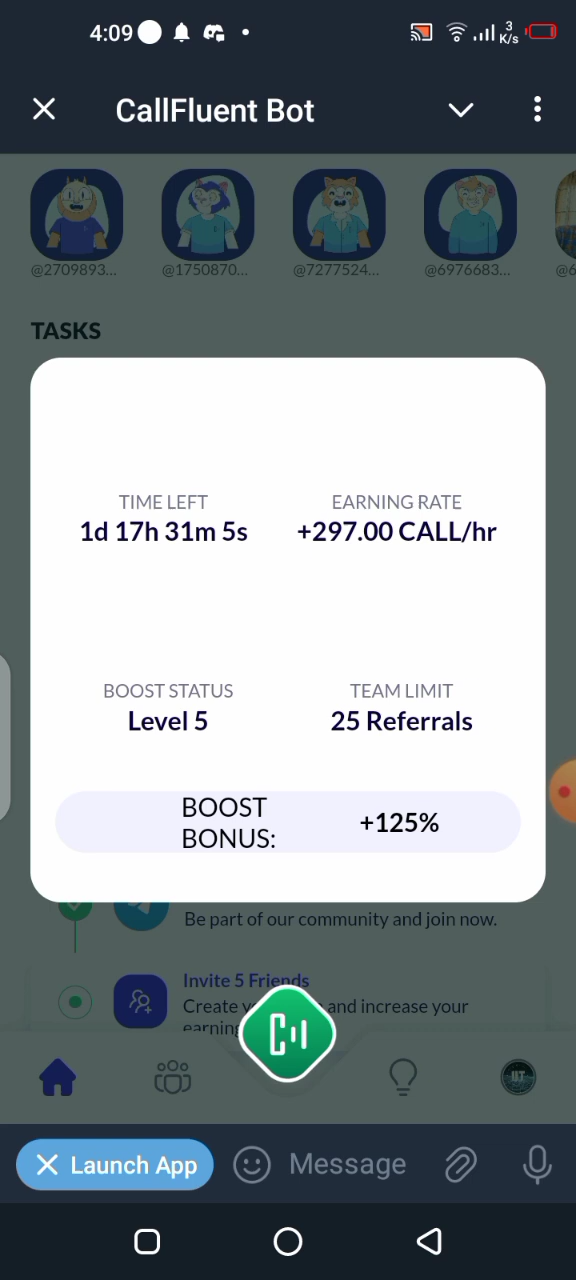 4:09
3
K/s
CallFluent Bot
@2709893...
@1750870...
@7277524...
@6976683...
@6
TASKS
TIME LEFT
EARNING RATE
1d 17h 31m 5s
+297.00 CALL/hr
BOOST STATUS
TEAM LIMIT
Level 5
25 Referrals
BOOST
BONUS:
+125%
Be part of our community and join now.
Invite 5 Friends
Create and increase your
earning
Launch App
Message